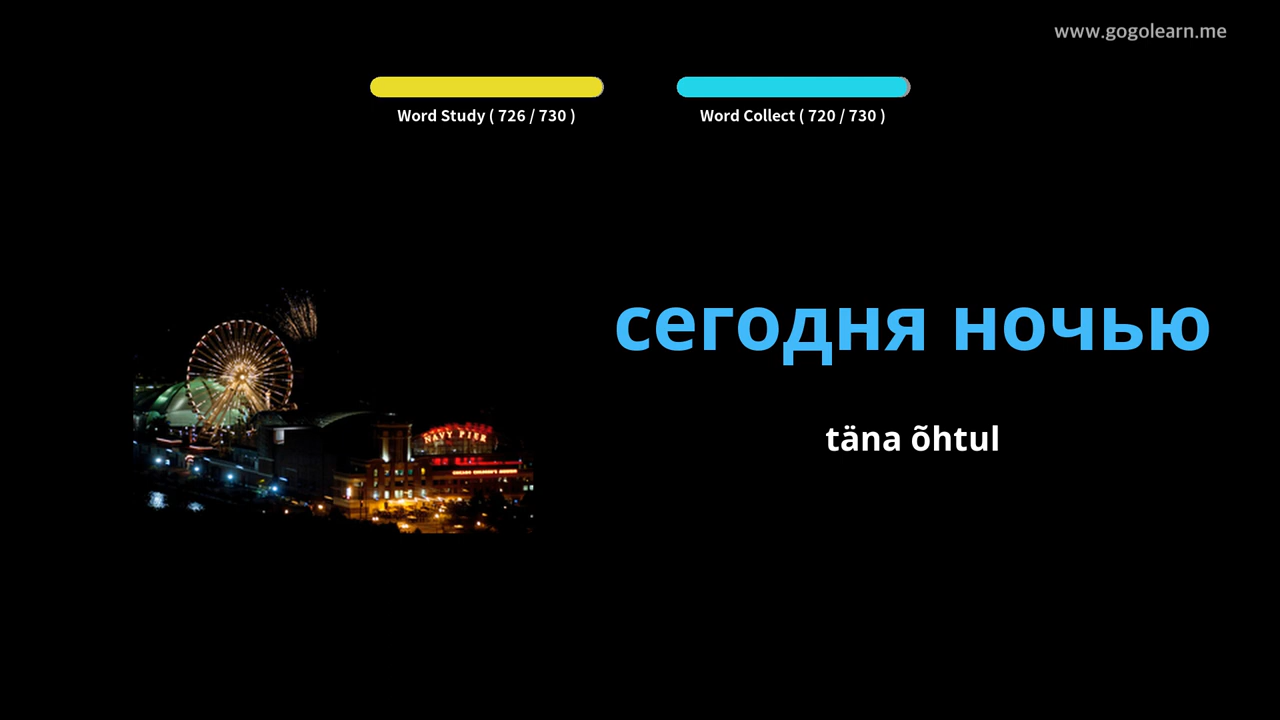 www.gogolearn.me
Word Study ( 726 / 730 )
Word Collect ( 720 / 730 )
сегодня ночью
täna õhtul
NAVY PIER